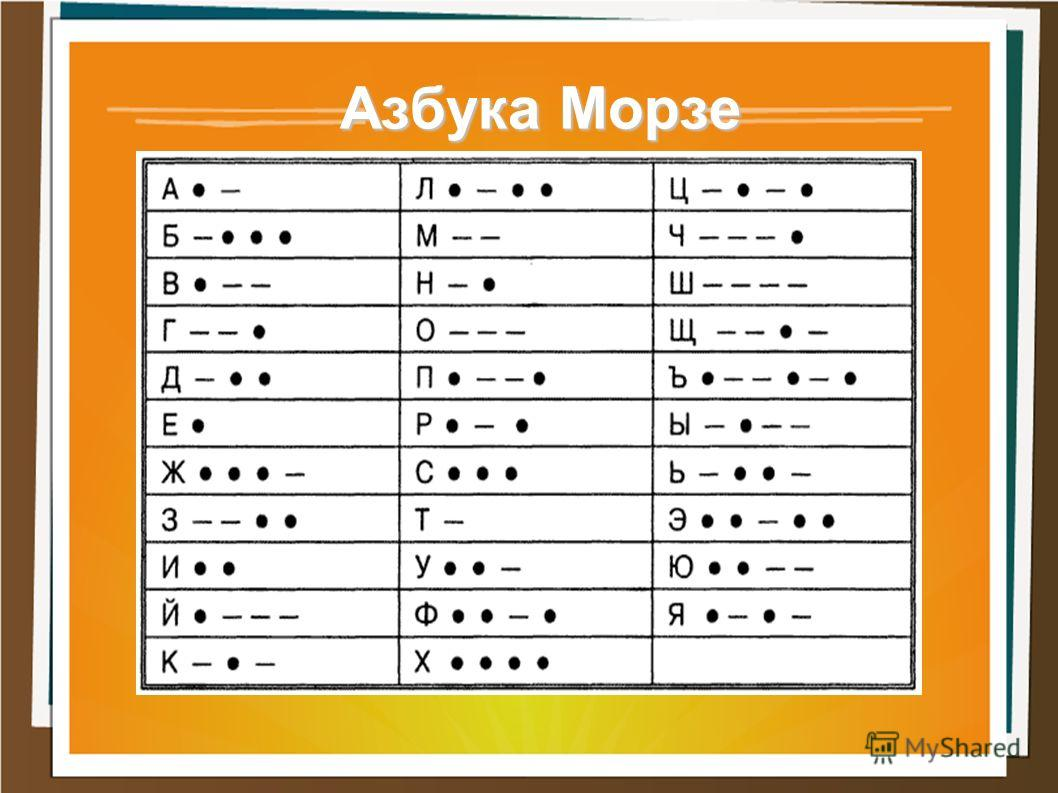 Азбука Морзе
А ● — Л ● — ● ● Ц — ● — ●
Б — ● ● ● М — — Ч — — — ●
В ● — — Н — ● Ш — — — —
Г — — ● О — — — Щ — — ● —
Д — ● ● П ● — — ● Ъ ● — — ● — ●
Е ● Р ● — ● Ы — ● — —
Ж ● ● ● — С ● ● ● Ь — ● ● —
З — — ● ● Т — Э ● ● — ● ●
И ● ● У ● ● — Ю ● ● — —
Й ● — — — Ф ● ● — ● Я ● — ● —
К — ● — Х ● ● ● ●
MyShared